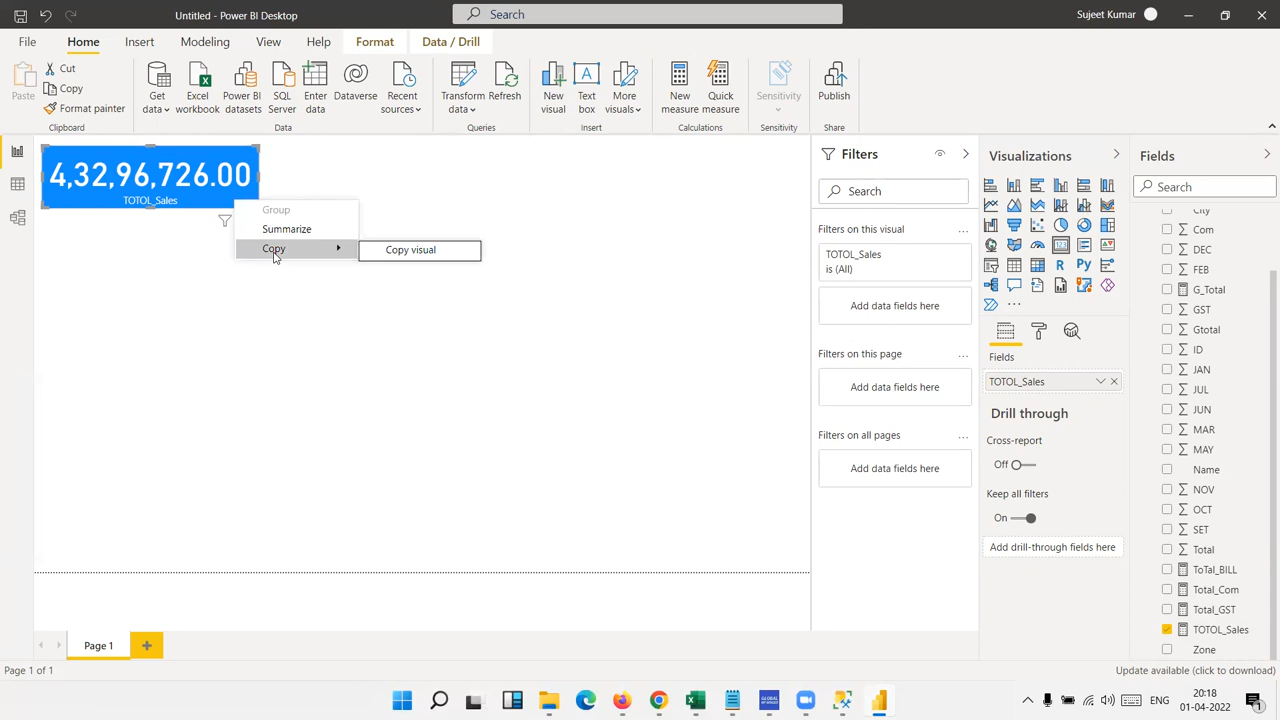 Untitled - Power BI Desktop
Search
Sujeet Kumar
File
Home
Insert
Modeling
View
Help
Format
Data / Drill
Paste
Cut
Copy
Format painter
Clipboard
Get data
Excel workbook
Power BI datasets
SQL Server
Enter data
Dataverse
Recent sources
Data
Transform data
Refresh
Queries
New visual
Text box
More visuals
Insert
New measure
Quick measure
Calculations
Sensitivity
Sensitivity
Publish
Share
4,32,96,726.00
TOTOL_Sales
Group
Summarize
Copy
Copy visual
Filters
Search
Filters on this visual
TOTOL_Sales
is (All)
Add data fields here
Filters on this page
Add data fields here
Filters on all pages
Add data fields here
Visualizations
R
Py
Fields
TOTOL_Sales
Drill through
Cross-report
Off
Keep all filters
On
Add drill-through fields here
Fields
Search
City
Com
DEC
FEB
G_Total
GST
Gtotal
ID
JAN
JUL
JUN
MAR
MAY
Name
NOV
OCT
SET
Total
ToTal_BILL
Total_Com
Total_GST
TOTOL_Sales
Zone
Page 1
Page 1 of 1
Update available (click to download)
ENG
20:18
01-04-2022
1